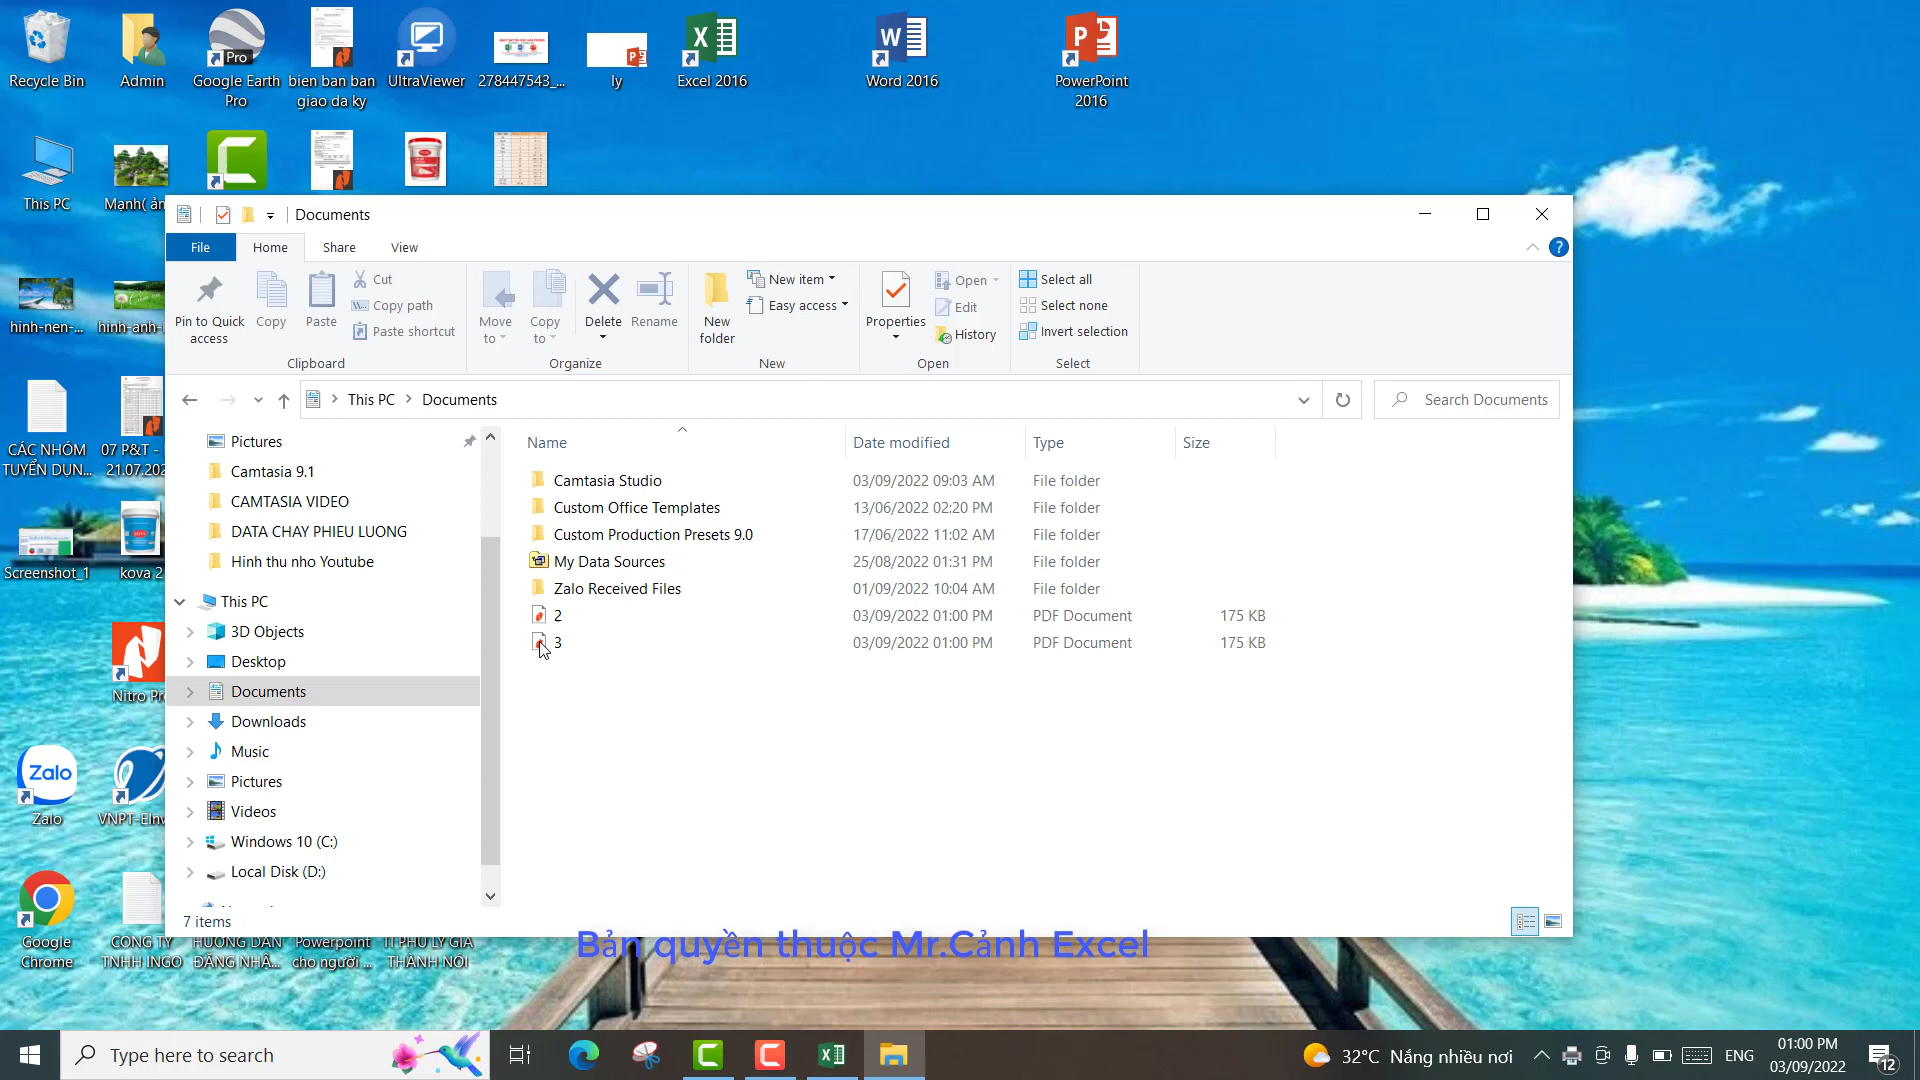 Recycle Bin
Admin
Google Earth
Pro
Pro
bien ban ban
giao da ky
UltraViewer
278447543_...
ly
Excel 2016
Word 2016
PowerPoint
2016
This PC
Mạnh( ản
Documents
File
Home
Share
View
Pin to Quick
access
Copy
Paste
Cut
Copy path
Paste shortcut
Clipboard
Move
to
Copy
to
Delete
Rename
Organize
New
folder
New item
Easy access
New
Properties
Open
Edit
History
Open
Select all
Select none
Invert selection
Select
This PC
Documents
Search Documents
hinh-nen-...
hinh-anh-
CÁC NHÓM
TUYỂN DỤN...
07 P&T -
21.07.202
Screenshot_1
kova 2
Nitro Pr
Zalo
Zalo
VNPT-EInv
Google
Chrome
CONG TY
TNHH INGO
HƯỚNG DẪN
ĐĂNG NHẬ...
Powerpoint
cho người ...
THÀNH NỘI
Pictures
Camtasia 9.1
CAMTASIA VIDEO
DATA CHAY PHIEU LUONG
Hinh thu nho Youtube
This PC
3D Objects
Desktop
Documents
Downloads
Music
Pictures
Videos
Windows 10 (C:)
Local Disk (D:)
7 items
Name Date modified Type Size
Camtasia Studio 03/09/2022 09:03 AM File folder
Custom Office Templates 13/06/2022 02:20 PM File folder
Custom Production Presets 9.0 17/06/2022 11:02 AM File folder
My Data Sources 25/08/2022 01:31 PM File folder
Zalo Received Files 01/09/2022 10:04 AM File folder
2 03/09/2022 01:00 PM PDF Document 175 KB
3 03/09/2022 01:00 PM PDF Document 175 KB
Bản quyền thuộc Mr.Cảnh Excel
Type here to search
32°C Nắng nhiều nơi
ENG
01:00 PM
03/09/2022
12